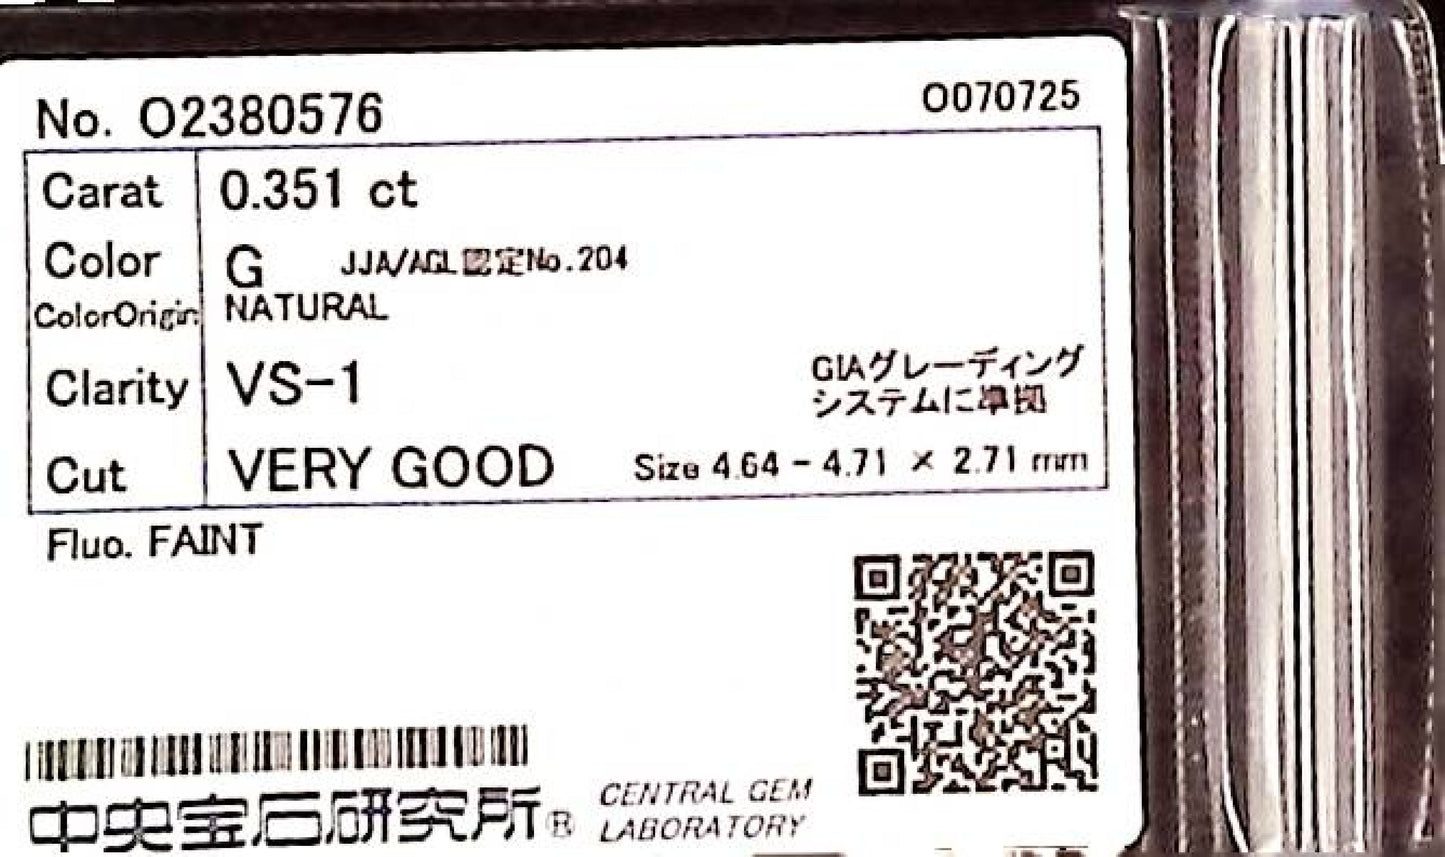 No. O2380576 O070725
Carat 0.351 ct
Color G JJA/AGL認定No.204
ColorOrigin NATURAL
Clarity VS-1 GIAグレーディング
システムに準拠
Cut VERY GOOD Size 4.64 - 4.71 × 2.71 mm
Fluo. FAINT
中央宝石研究所® CENTRAL GEM
LABORATORY